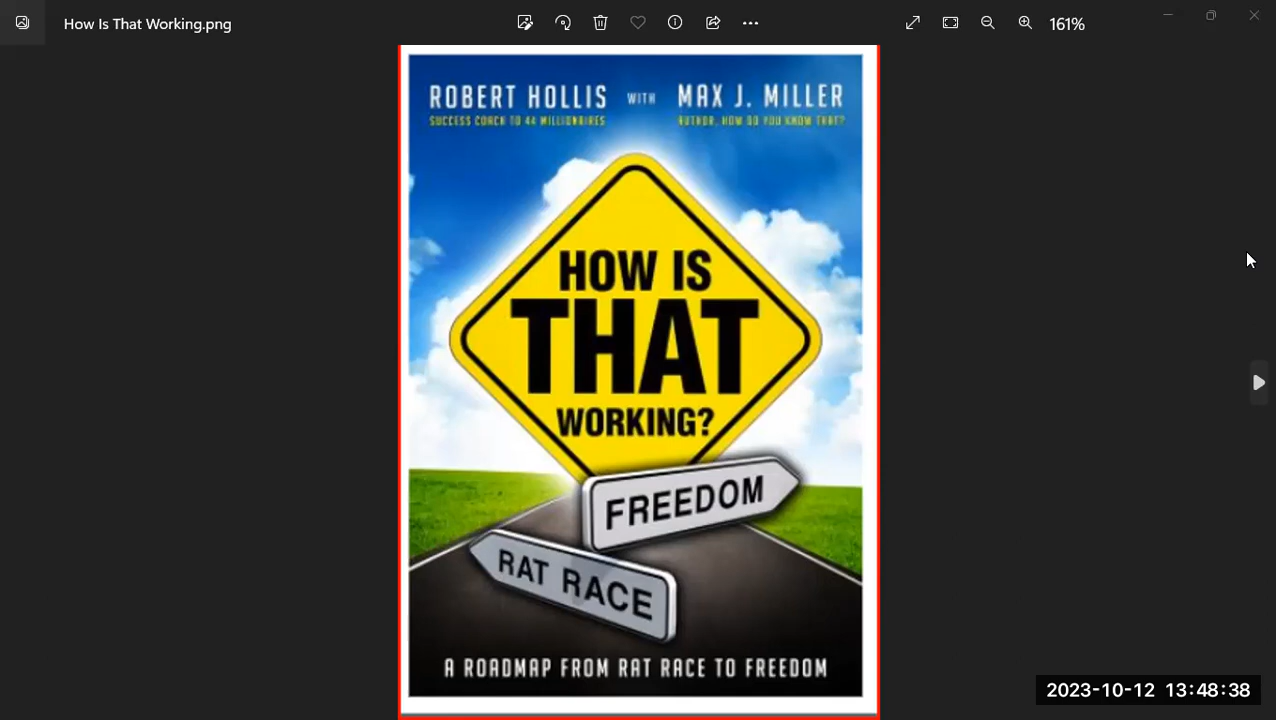 How Is That Working.png
161%
ROBERT HOLLIS WITH MAX J. MILLER
SUCCESS COACH TO 44 MILLIONAIRES
AUTHOR, HOW DO YOU KNOW THAT?
HOW IS
THAT
WORKING?
FREEDOM
RAT RACE
A ROADMAP FROM RAT RACE TO FREEDOM
2023-10-12 13:48:38